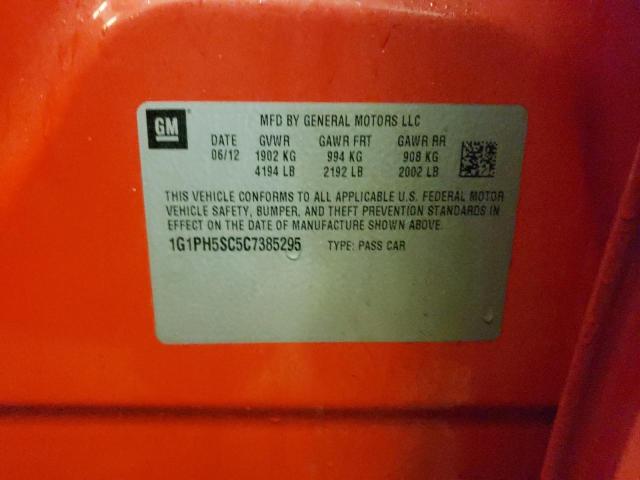 GM
MFD BY GENERAL MOTORS LLC
DATE GVWR GAWR FRT GAWR RR
06/12 1902 KG 994 KG 908 KG
4194 LB 2192 LB 2002 LB
THIS VEHICLE CONFORMS TO ALL APPLICABLE U.S. FEDERAL MOTOR
VEHICLE SAFETY, BUMPER, AND THEFT PREVENTION STANDARDS IN
EFFECT ON THE DATE OF MANUFACTURE SHOWN ABOVE.
1G1PH5SC5C7385295 TYPE: PASS CAR